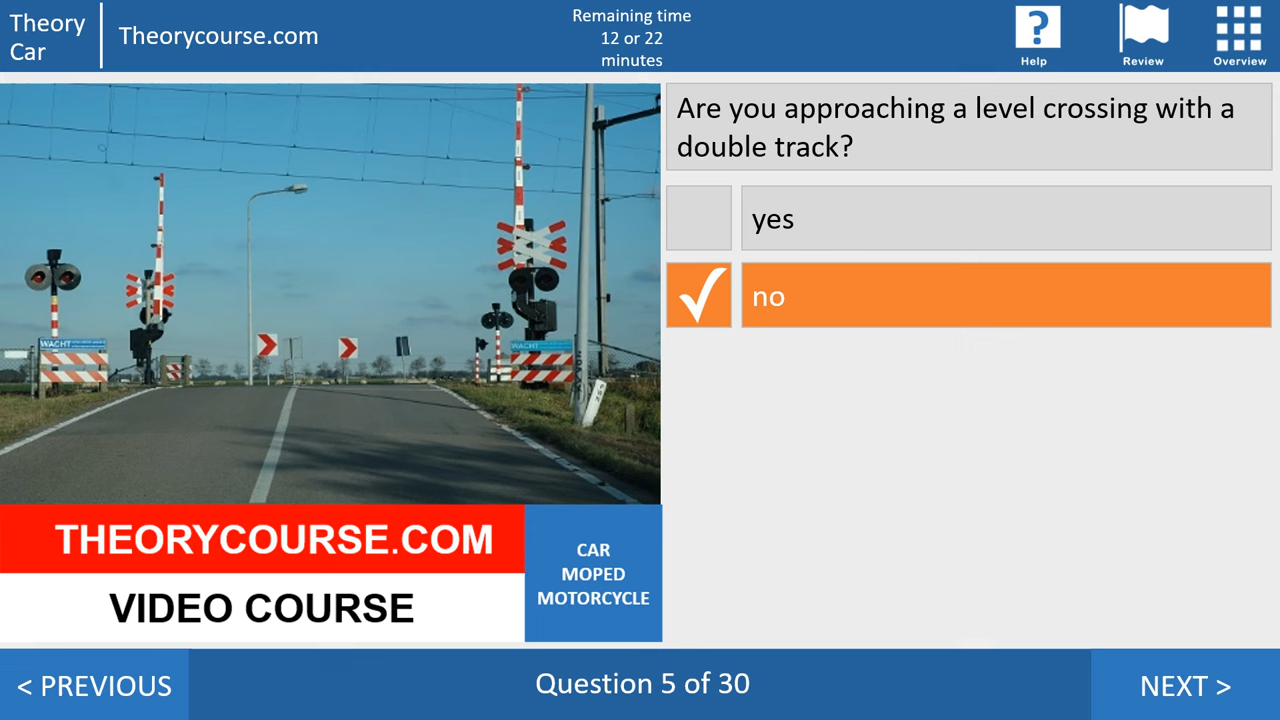 Theory
Car
Theorycourse.com
Remaining time
12 or 22
minutes
?
Help
Review
Overview
Are you approaching a level crossing with a
double track?
yes
no
WACHT
WACHT
THEORYCOURSE.COM
VIDEO COURSE
CAR
MOPED
MOTORCYCLE
< PREVIOUS
Question 5 of 30
NEXT >